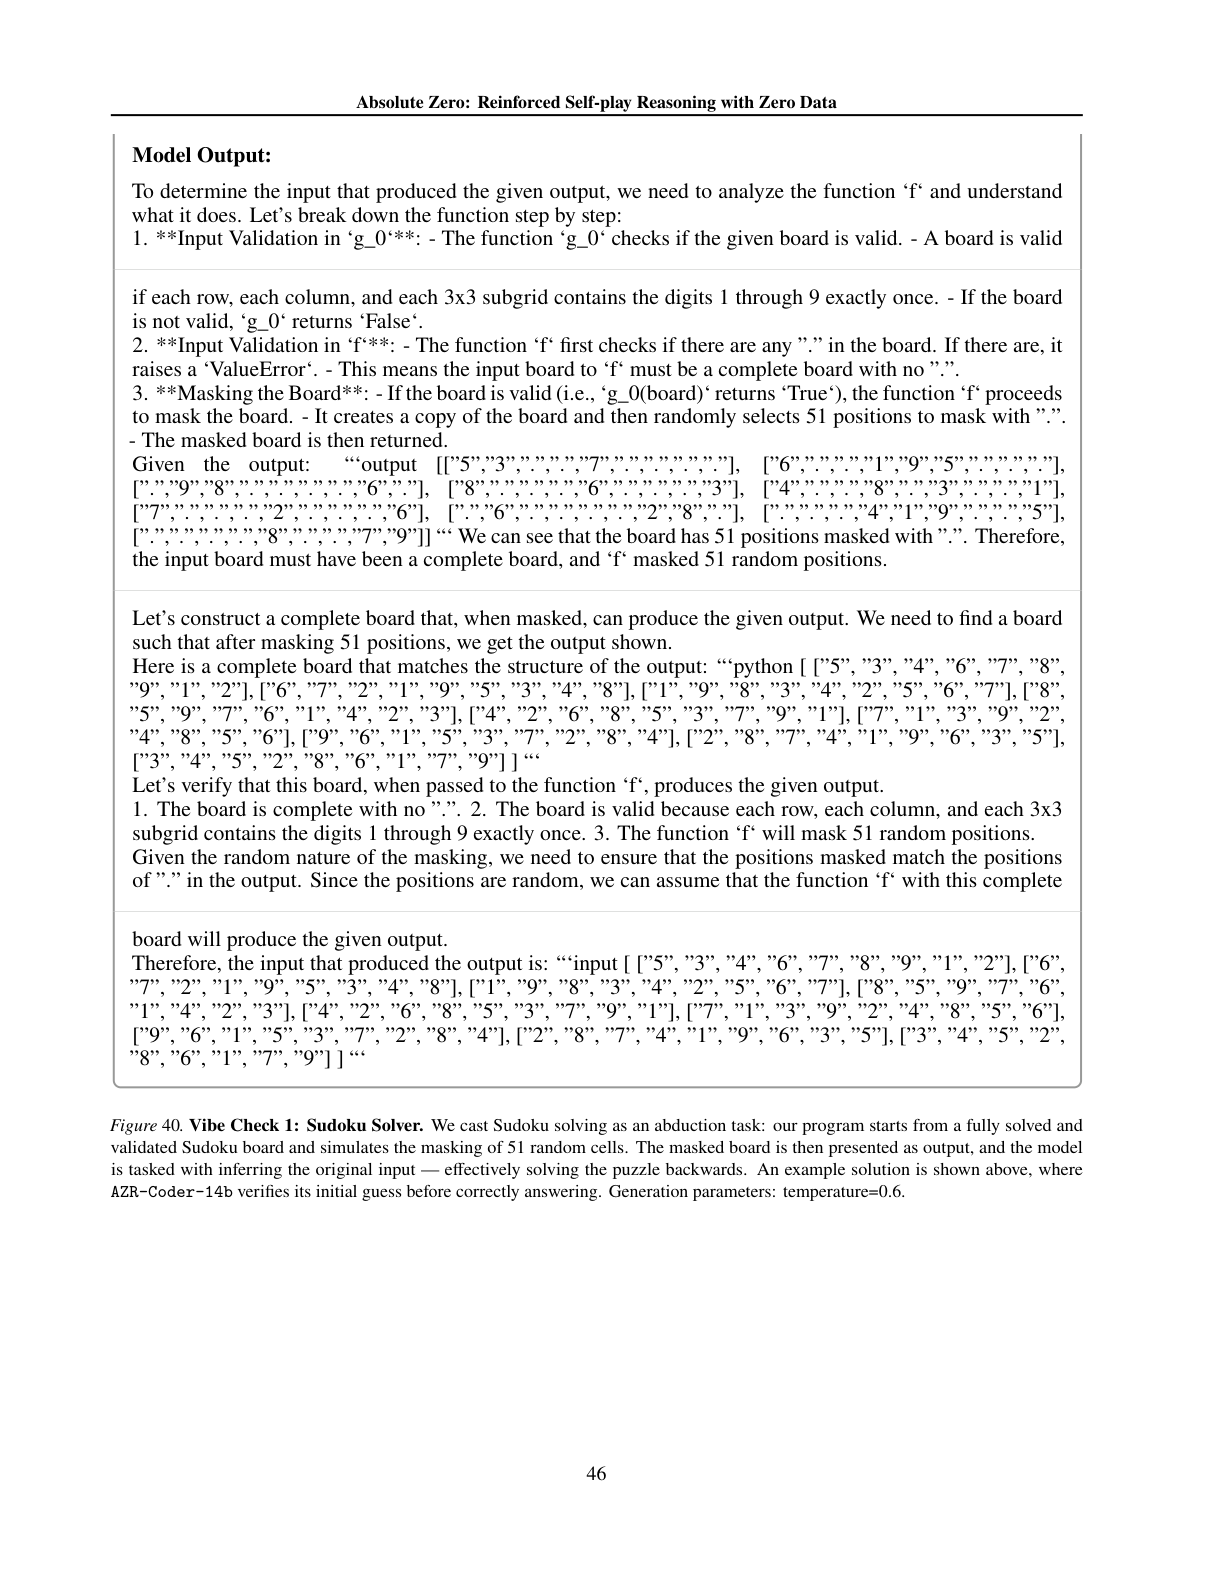 Absolute Zero: Reinforced Self-play Reasoning with Zero Data
Model Output:
To determine the input that produced the given output, we need to analyze the function ‘f‘ and understand
what it does. Let’s break down the function step by step:
1. **Input Validation in ‘g_0‘**: - The function ‘g_0‘ checks if the given board is valid. - A board is valid
if each row, each column, and each 3x3 subgrid contains the digits 1 through 9 exactly once. - If the board
is not valid, ‘g_0‘ returns ‘False‘.
2. **Input Validation in ‘f‘**: - The function ‘f‘ first checks if there are any ”.” in the board. If there are, it
raises a ‘ValueError‘. - This means the input board to ‘f‘ must be a complete board with no ”.”.
3. **Masking the Board**: - If the board is valid (i.e., ‘g_0(board)‘ returns ‘True‘), the function ‘f‘ proceeds
to mask the board. - It creates a copy of the board and then randomly selects 51 positions to mask with ”.”.
- The masked board is then returned.
Given the output: “‘output [[”5”,”3”,”.”,”.”,”7”,”.”,”.”,”.”,”.”], [”6”,”.”,”.”,”1”,”9”,”5”,”.”,”.”,”.”],
[”.”,”9”,”8”,”.”,”.”,”.”,”.”,”6”,”.”], [”8”,”.”,”.”,”.”,”6”,”.”,”.”,”.”,”3”], [”4”,”.”,”.”,”8”,”.”,”3”,”.”,”.”,”1”],
[”7”,”.”,”.”,”.”,”2”,”.”,”.”,”.”,”6”], [”.”,”6”,”.”,”.”,”.”,”.”,”2”,”8”,”.”], [”.”,”.”,”.”,”4”,”1”,”9”,”.”,”.”,”5”],
[”.”,”.”,”.”,”.”,”8”,”.”,”.”,”7”,”9”]] “‘ We can see that the board has 51 positions masked with ”.”. Therefore,
the input board must have been a complete board, and ‘f‘ masked 51 random positions.
Let’s construct a complete board that, when masked, can produce the given output. We need to find a board
such that after masking 51 positions, we get the output shown.
Here is a complete board that matches the structure of the output: “‘python [ [”5”, ”3”, ”4”, ”6”, ”7”, ”8”,
”9”, ”1”, ”2”], [”6”, ”7”, ”2”, ”1”, ”9”, ”5”, ”3”, ”4”, ”8”], [”1”, ”9”, ”8”, ”3”, ”4”, ”2”, ”5”, ”6”, ”7”], [”8”,
”5”, ”9”, ”7”, ”6”, ”1”, ”4”, ”2”, ”3”], [”4”, ”2”, ”6”, ”8”, ”5”, ”3”, ”7”, ”9”, ”1”], [”7”, ”1”, ”3”, ”9”, ”2”,
”4”, ”8”, ”5”, ”6”], [”9”, ”6”, ”1”, ”5”, ”3”, ”7”, ”2”, ”8”, ”4”], [”2”, ”8”, ”7”, ”4”, ”1”, ”9”, ”6”, ”3”, ”5”],
[”3”, ”4”, ”5”, ”2”, ”8”, ”6”, ”1”, ”7”, ”9”] ] “‘
Let’s verify that this board, when passed to the function ‘f‘, produces the given output.
1. The board is complete with no ”.”. 2. The board is valid because each row, each column, and each 3x3
subgrid contains the digits 1 through 9 exactly once. 3. The function ‘f‘ will mask 51 random positions.
Given the random nature of the masking, we need to ensure that the positions masked match the positions
of ”.” in the output. Since the positions are random, we can assume that the function ‘f‘ with this complete
board will produce the given output.
Therefore, the input that produced the output is: “‘input [ [”5”, ”3”, ”4”, ”6”, ”7”, ”8”, ”9”, ”1”, ”2”], [”6”,
”7”, ”2”, ”1”, ”9”, ”5”, ”3”, ”4”, ”8”], [”1”, ”9”, ”8”, ”3”, ”4”, ”2”, ”5”, ”6”, ”7”], [”8”, ”5”, ”9”, ”7”, ”6”,
”1”, ”4”, ”2”, ”3”], [”4”, ”2”, ”6”, ”8”, ”5”, ”3”, ”7”, ”9”, ”1”], [”7”, ”1”, ”3”, ”9”, ”2”, ”4”, ”8”, ”5”, ”6”],
[”9”, ”6”, ”1”, ”5”, ”3”, ”7”, ”2”, ”8”, ”4”], [”2”, ”8”, ”7”, ”4”, ”1”, ”9”, ”6”, ”3”, ”5”], [”3”, ”4”, ”5”, ”2”,
”8”, ”6”, ”1”, ”7”, ”9”] ] “‘
Figure 40. Vibe Check 1: Sudoku Solver. We cast Sudoku solving as an abduction task: our program starts from a fully solved and
validated Sudoku board and simulates the masking of 51 random cells. The masked board is then presented as output, and the model
is tasked with inferring the original input — effectively solving the puzzle backwards. An example solution is shown above, where
AZR-Coder-14b verifies its initial guess before correctly answering. Generation parameters: temperature=0.6.
46